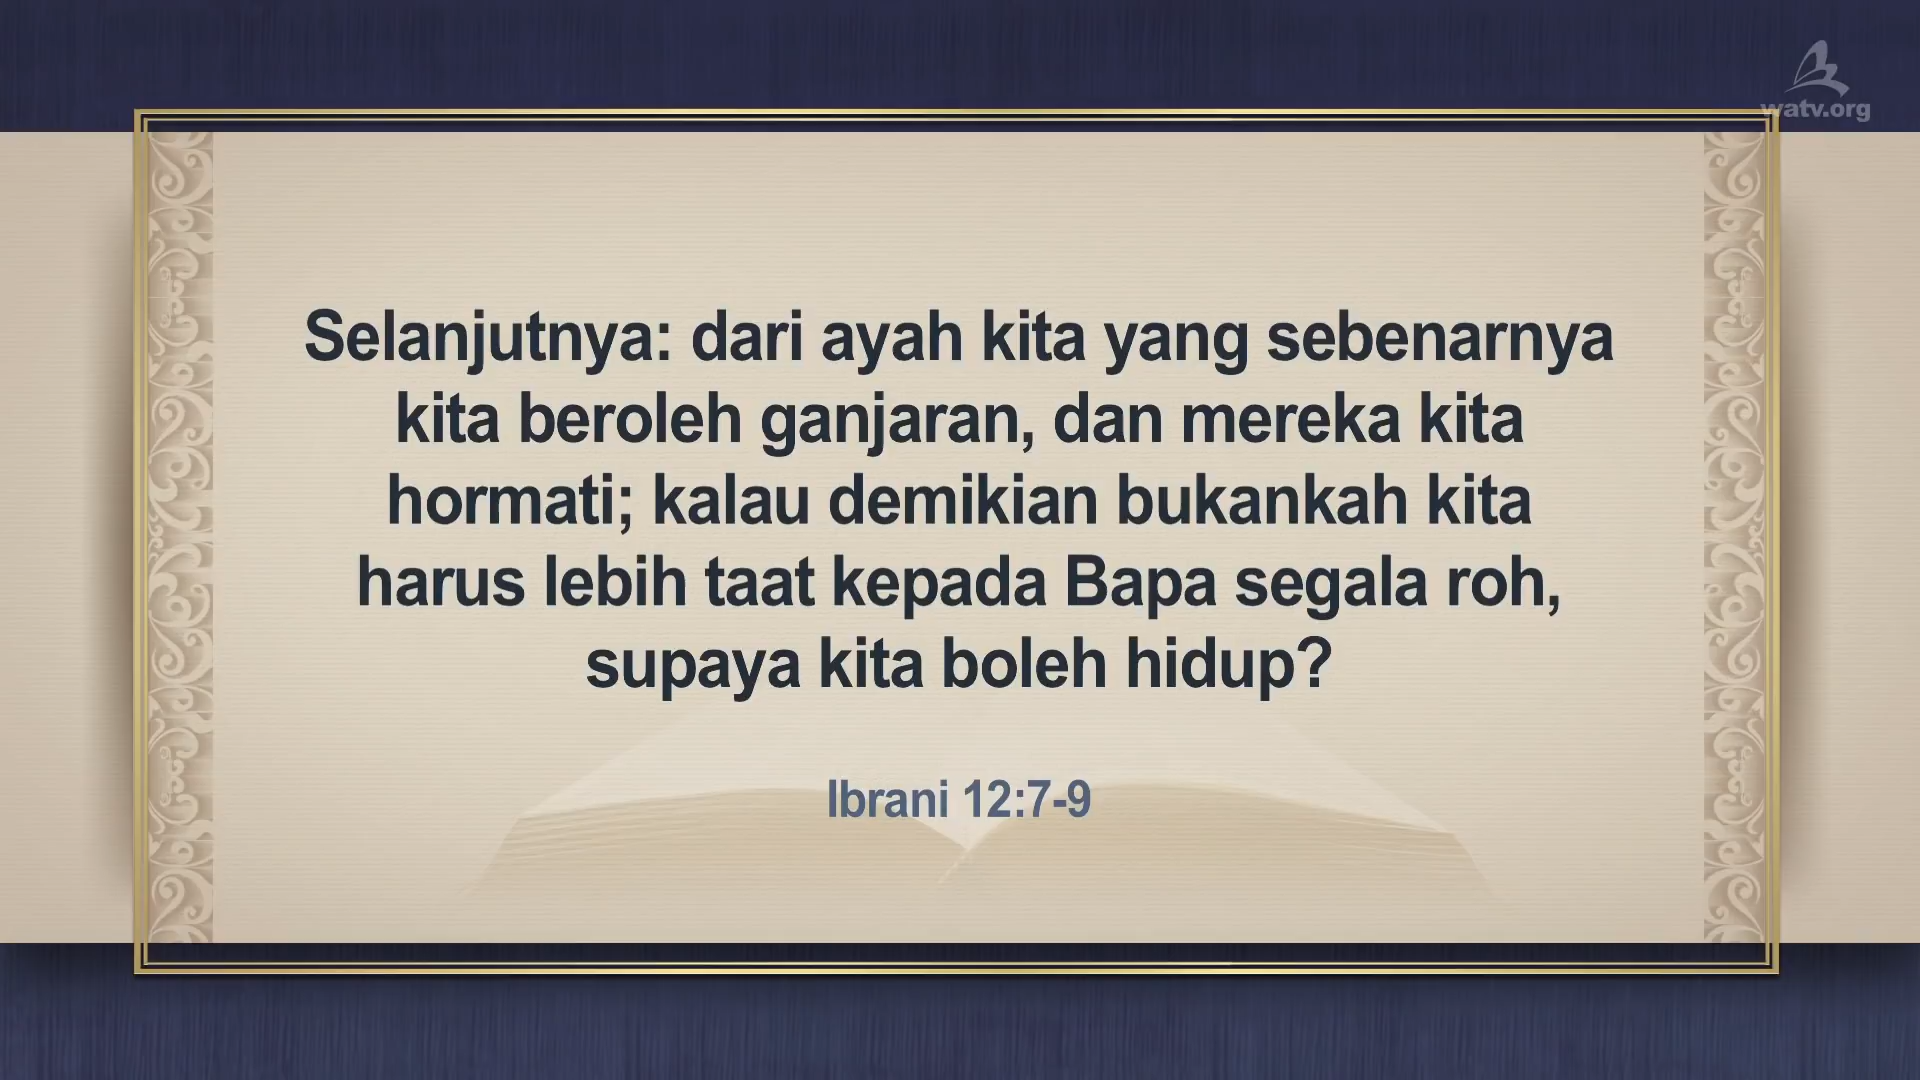 watv.org
Selanjutnya: dari ayah kita yang sebenarnya
kita beroleh ganjaran, dan mereka kita
hormati; kalau demikian bukankah kita
harus lebih taat kepada Bapa segala roh,
supaya kita boleh hidup?
Ibrani 12:7-9